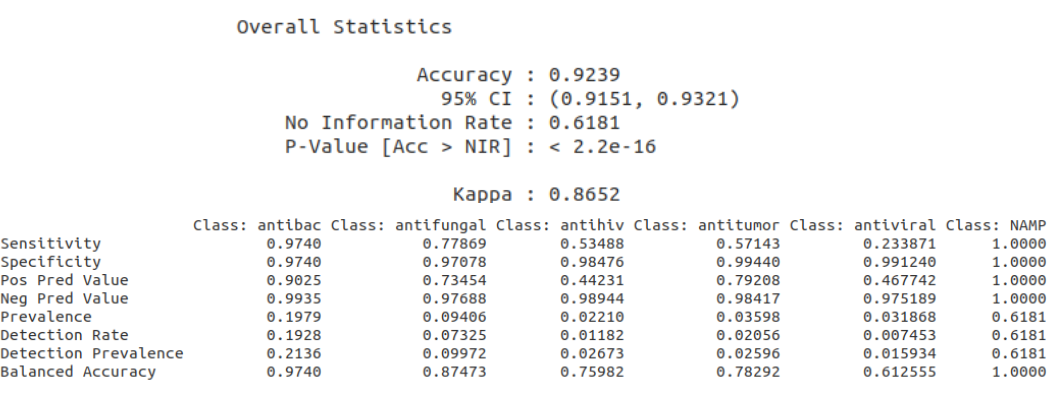 Overall Statistics
Accuracy : 0.9239
95% CI : (0.9151, 0.9321)
No Information Rate : 0.6181
P-Value [Acc > NIR] : < 2.2e-16
Kappa : 0.8652
Class: antibac Class: antifungal Class: antihiv Class: antitumor Class: antiviral Class: NAMP
Sensitivity 0.9740 0.77869 0.53488 0.57143 0.233871 1.0000
Specificity 0.9740 0.97078 0.98476 0.99440 0.991240 1.0000
Pos Pred Value 0.9025 0.73454 0.44231 0.79208 0.467742 1.0000
Neg Pred Value 0.9935 0.97688 0.98944 0.98417 0.975189 1.0000
Prevalence 0.1979 0.09406 0.02210 0.03598 0.031868 0.6181
Detection Rate 0.1928 0.07325 0.01182 0.02056 0.007453 0.6181
Detection Prevalence 0.2136 0.09972 0.02673 0.02596 0.015934 0.6181
Balanced Accuracy 0.9740 0.87473 0.75982 0.78292 0.612555 1.0000